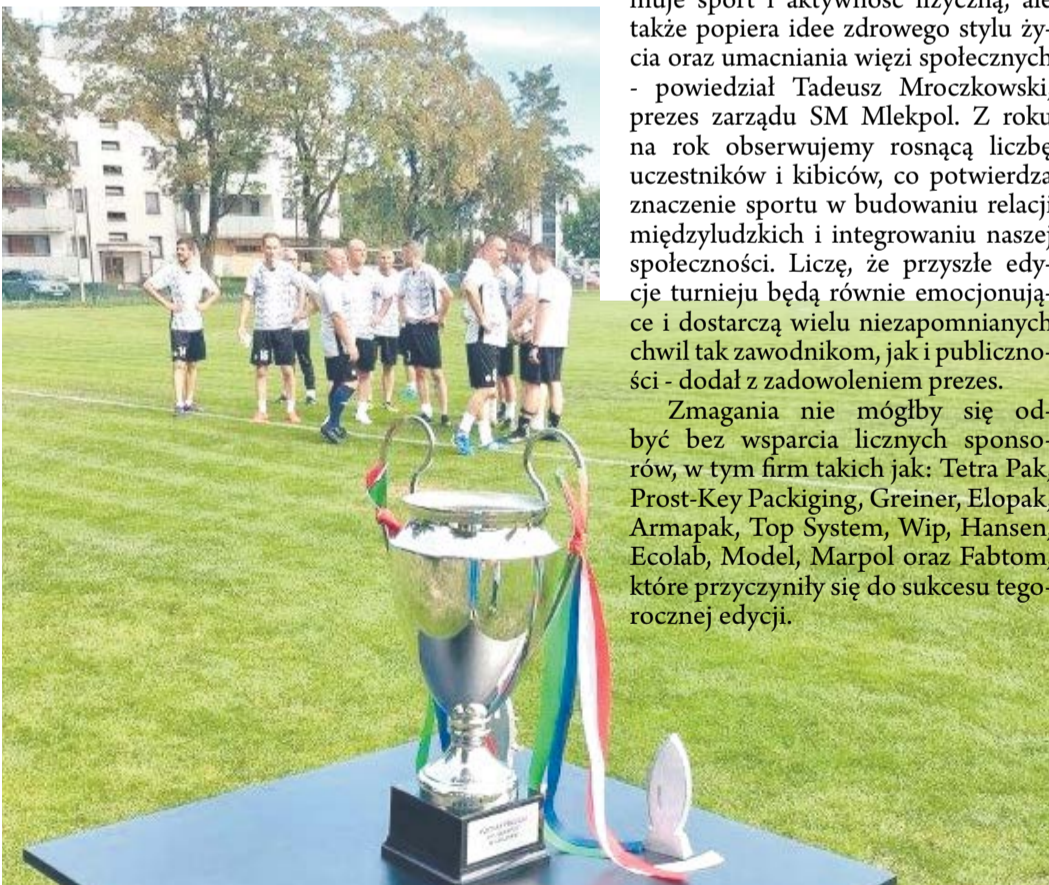 muje sport i aktywność fizyczną, ale
także popiera idee zdrowego stylu ży-
cia oraz umacniania więzi społecznych
- powiedział Tadeusz Mroczkowski,
prezes zarządu SM Mlekpol. Z roku
na rok obserwujemy rosnącą liczbę
uczestników i kibiców, co potwierdza
znaczenie sportu w budowaniu relacji
międzyludzkich i integrowaniu naszej
społeczności. Liczę, że przyszłe edy-
cje turnieju będą równie emocjonują-
ce i dostarczą wielu niezapomnianych
chwil tak zawodnikom, jak i publiczno-
ści - dodał z zadowoleniem prezes.
Zmagania nie mógłby się od-
być bez wsparcia licznych sponso-
rów, w tym firm takich jak: Tetra Pak,
Prost-Key Packiging, Greiner, Elopak,
Armapak, Top System, Wip, Hansen,
Ecolab, Model, Marpol oraz Fabtom,
które przyczyniły się do sukcesu tego-
rocznej edycji.
14
16